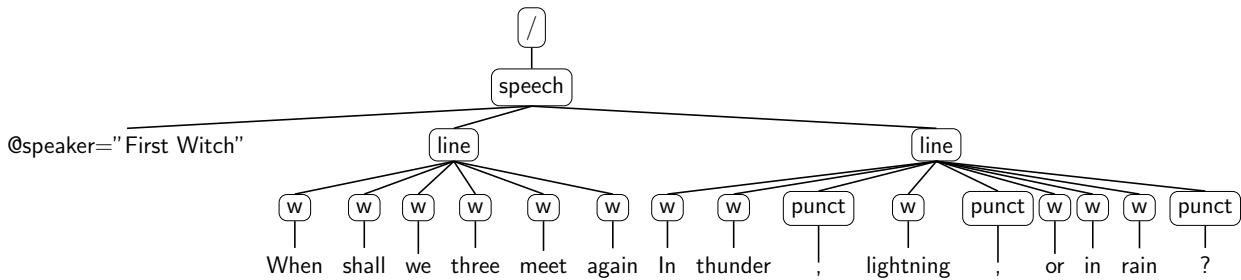 /
speech
@speaker="First Witch" line line
w w w w w w w w punct w punct w w w punct
When shall we three meet again In thunder , lightning , or in rain ?